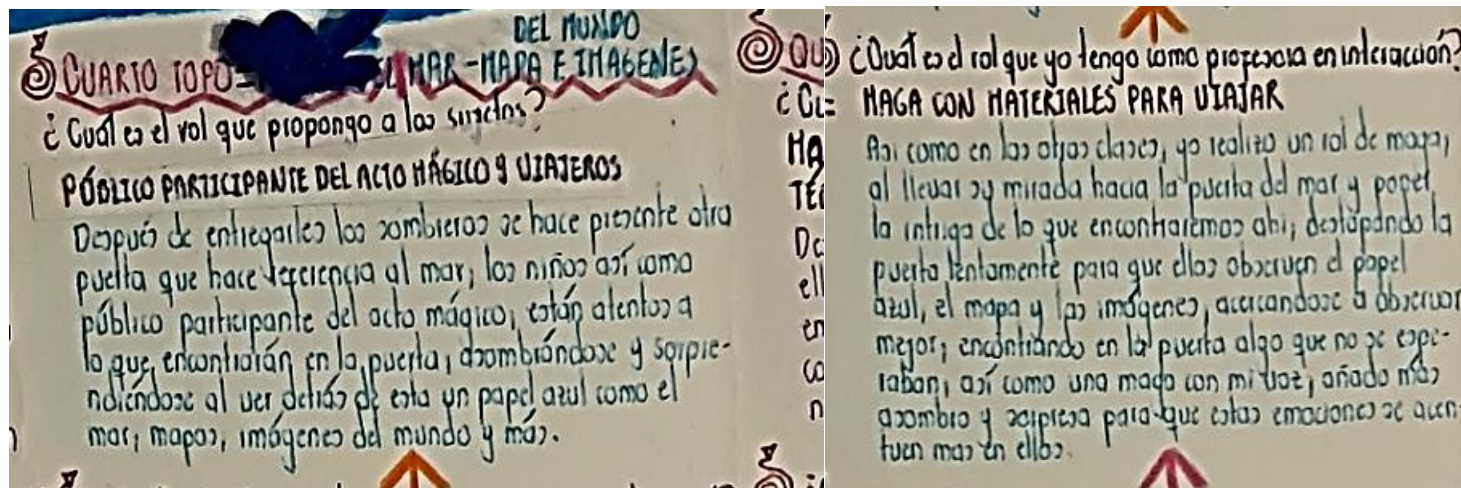 DEL MUNDO
CUARTO TOPO= MAR-MAPA E IMAGENES
¿Cuál es el rol que propongo a los sujetos?
PÚBLICO PARTICIPANTE DEL ACTO MÁGICO Y VIAJEROS
Después de entregarles los sombreros se hace presente otra
puerta que hace referencia al mar, los niños así como
público participante del acto mágico, están atentos a
lo que encontrarán en la puerta, asombrándose y sorpre-
ndiéndose al ver detrás de esta un papel azul como el
mar, mapas, imágenes del mundo y más.
¿Cuál es el rol que yo tengo como profesora en interacción?
MAGA CON MATERIALES PARA VIAJAR
Asi como en las otras clases, yo realizo un rol de maga,
al llevar su mirada hacia la puerta del mar y poner
la intriga de lo que encontraremos ahi, destapando la
puerta lentamente para que ellos observen el papel
azul, el mapa y las imágenes, acercandose a observar
mejor, encontrando en la puerta algo que no se espe-
raban, así como una maga con mi voz, añado más
asombro y sorpresa para que estas emociones se acen-
tuen mas en ellos.